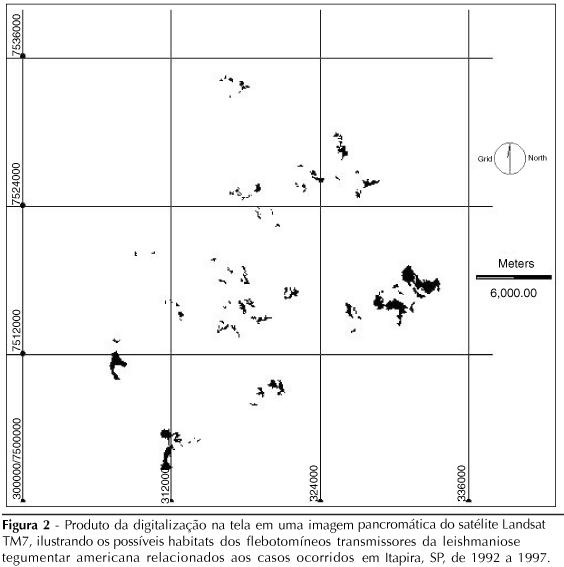 7536000
7524000
7512000
300000/7500000
312000
324000
336000
Grid North
Meters
6,000.00
Figura 2 - Produto da digitalização na tela em uma imagem pancromática do satélite Landsat
TM7, ilustrando os possíveis habitats dos flebotomíneos transmissores da leishmaniose
tegumentar americana relacionados aos casos ocorridos em Itapira, SP, de 1992 a 1997.